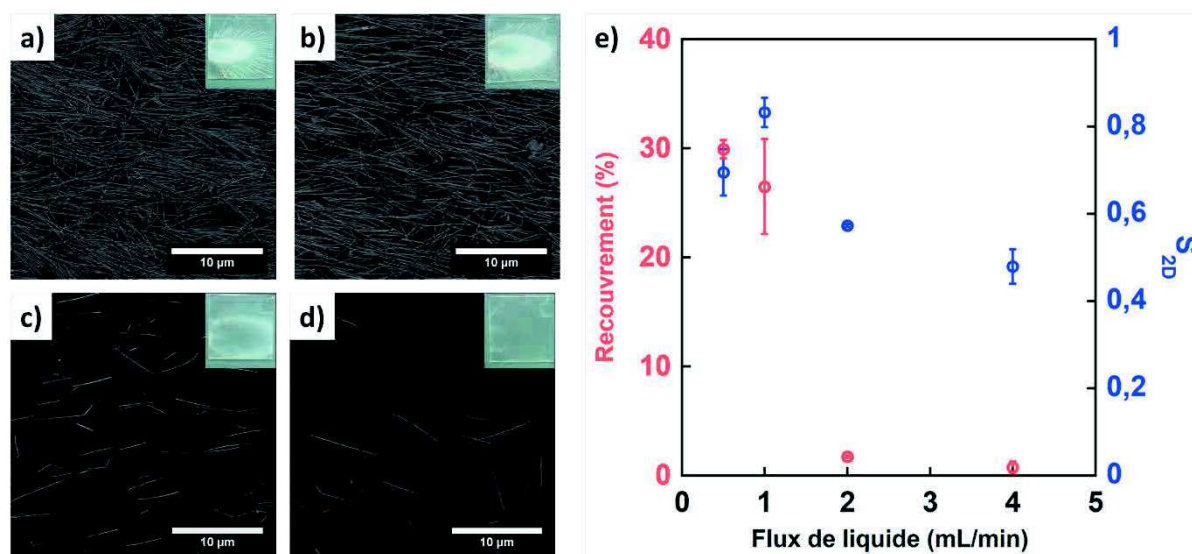 a)
10 µm
b)
10 µm
c)
10 µm
d)
10 µm
e)
40
30
20
10
0
Recouvrement (%)
1
0,8
0,6
0,4
0,2
0
S2D
0 1 2 3 4 5
Flux de liquide (mL/min)